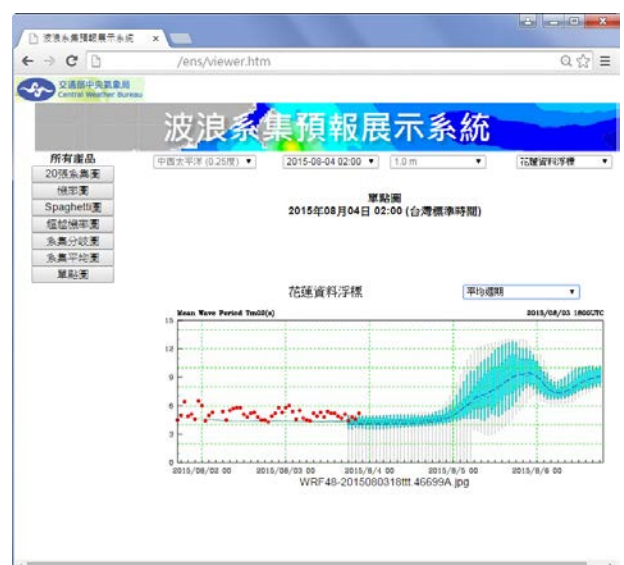 波浪系集預報展示系統
/ens/viewer.htm
交通部中央氣象局
Central Weather Bureau
波浪系集預報展示系統
所有產品
20張系集圖
機率圖
Spaghetti圖
超越機率圖
系集分歧圖
系集平均圖
單點圖
中西太平洋 (0.25度)
2015-08-04 02:00
1.0 m
花蓮資料浮標
單點圖
2015年08月04日 02:00 (台灣標準時間)
花蓮資料浮標
平均週期
Mean Wave Period Tm02(s)
2015/08/03 1800UTC
15
12
9
6
3
0
2015/08/02 00
2015/08/03 00
2015/8/4 00
2015/8/5 00
2015/8/6 00
WRF48-2015080318ttt.46699A.jpg